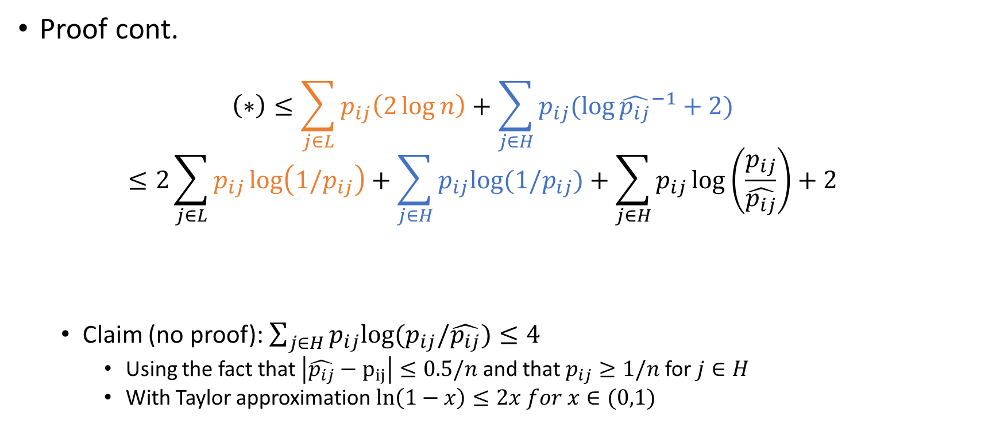 • Proof cont.
(∗) ≤ ∑_{j∈L} p_{ij}(2 log n) + ∑_{j∈H} p_{ij}(log \widehat{p_{ij}}^{−1} + 2)
≤ 2 ∑_{j∈L} p_{ij} log(1/p_{ij}) + ∑_{j∈H} p_{ij}log(1/p_{ij}) + ∑_{j∈H} p_{ij} log(\frac{p_{ij}}{\widehat{p_{ij}}}) + 2
• Claim (no proof): ∑_{j∈H} p_{ij}log(p_{ij}/\widehat{p_{ij}}) ≤ 4
• Using the fact that |\widehat{p_{ij}} − p_{ij}| ≤ 0.5/n and that p_{ij} ≥ 1/n for j ∈ H
• With Taylor approximation ln(1 − x) ≤ 2x for x ∈ (0,1)